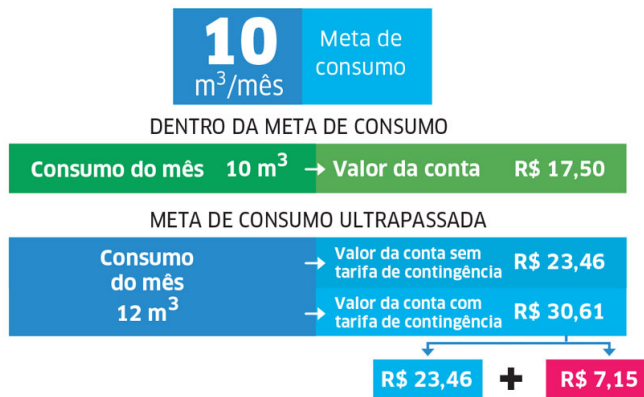 10
m³/mês
Meta de
consumo
DENTRO DA META DE CONSUMO
Consumo do mês 10 m³ → Valor da conta R$ 17,50
META DE CONSUMO ULTRAPASSADA
Consumo
do mês
12 m³
→ Valor da conta sem
tarifa de contingência
R$ 23,46
→ Valor da conta com
tarifa de contingência
R$ 30,61
R$ 23,46 + R$ 7,15